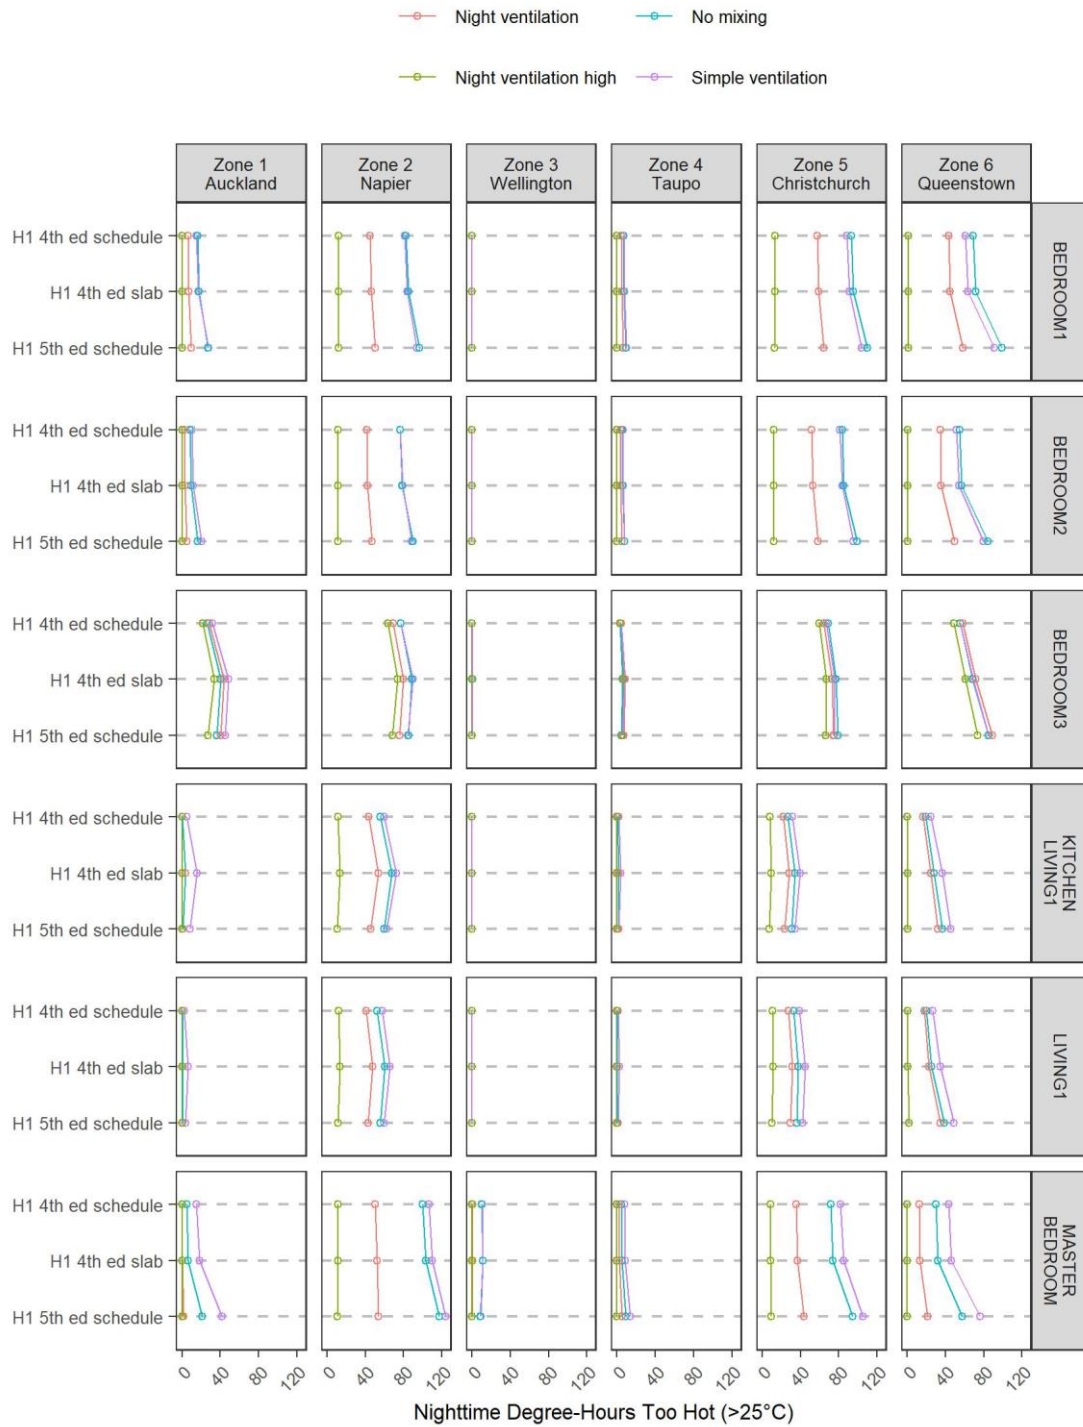 Night ventilation
No mixing
Night ventilation high
Simple ventilation
Zone 1
Auckland
Zone 2
Napier
Zone 3
Wellington
Zone 4
Taupo
Zone 5
Christchurch
Zone 6
Queenstown
H1 4th ed schedule
H1 4th ed slab
H1 5th ed schedule
BEDROOM1
H1 4th ed schedule
H1 4th ed slab
H1 5th ed schedule
BEDROOM2
H1 4th ed schedule
H1 4th ed slab
H1 5th ed schedule
BEDROOM3
H1 4th ed schedule
H1 4th ed slab
H1 5th ed schedule
KITCHEN
LIVING1
H1 4th ed schedule
H1 4th ed slab
H1 5th ed schedule
LIVING1
H1 4th ed schedule
H1 4th ed slab
H1 5th ed schedule
MASTER
BEDROOM
0 40 80 120 0 40 80 120 0 40 80 120 0 40 80 120 0 40 80 120 0 40 80 120
Nighttime Degree-Hours Too Hot (>25°C)